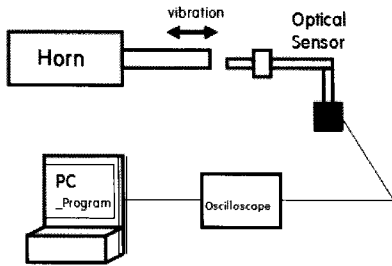 vibration
Optical
Sensor
Horn
PC
_Program
Oscilloscope